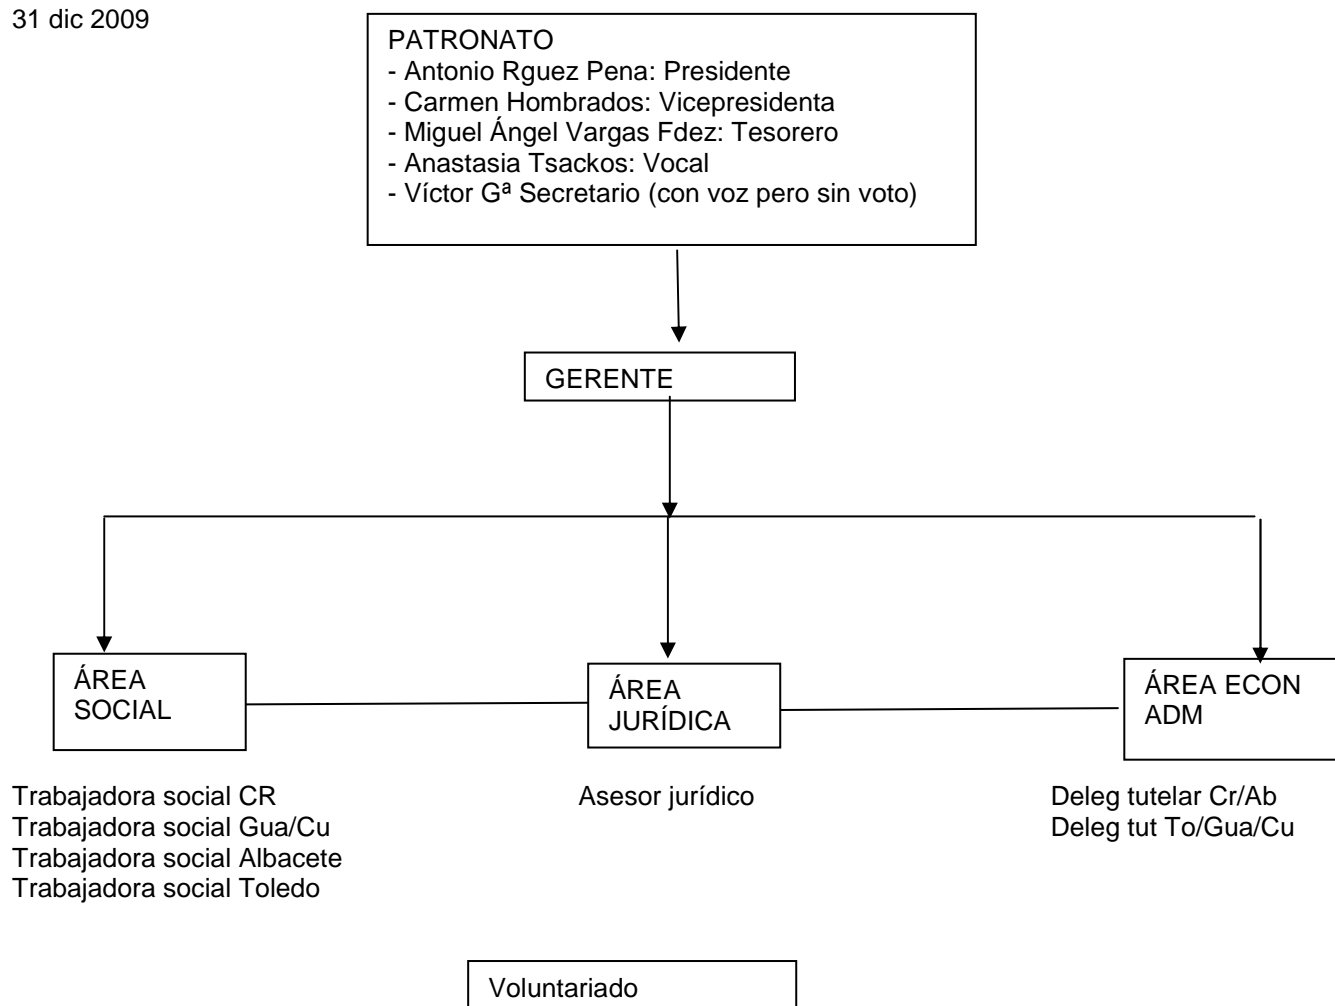 31 dic 2009
PATRONATO
- Antonio Rguez Pena: Presidente
- Carmen Hombrados: Vicepresidenta
- Miguel Ángel Vargas Fdez: Tesorero
- Anastasia Tsackos: Vocal
- Víctor Gª Secretario (con voz pero sin voto)
GERENTE
ÁREA
SOCIAL
ÁREA
JURÍDICA
ÁREA ECON
ADM
Trabajadora social CR
Trabajadora social Gua/Cu
Trabajadora social Albacete
Trabajadora social Toledo
Asesor jurídico
Deleg tutelar Cr/Ab
Deleg tut To/Gua/Cu
Voluntariado